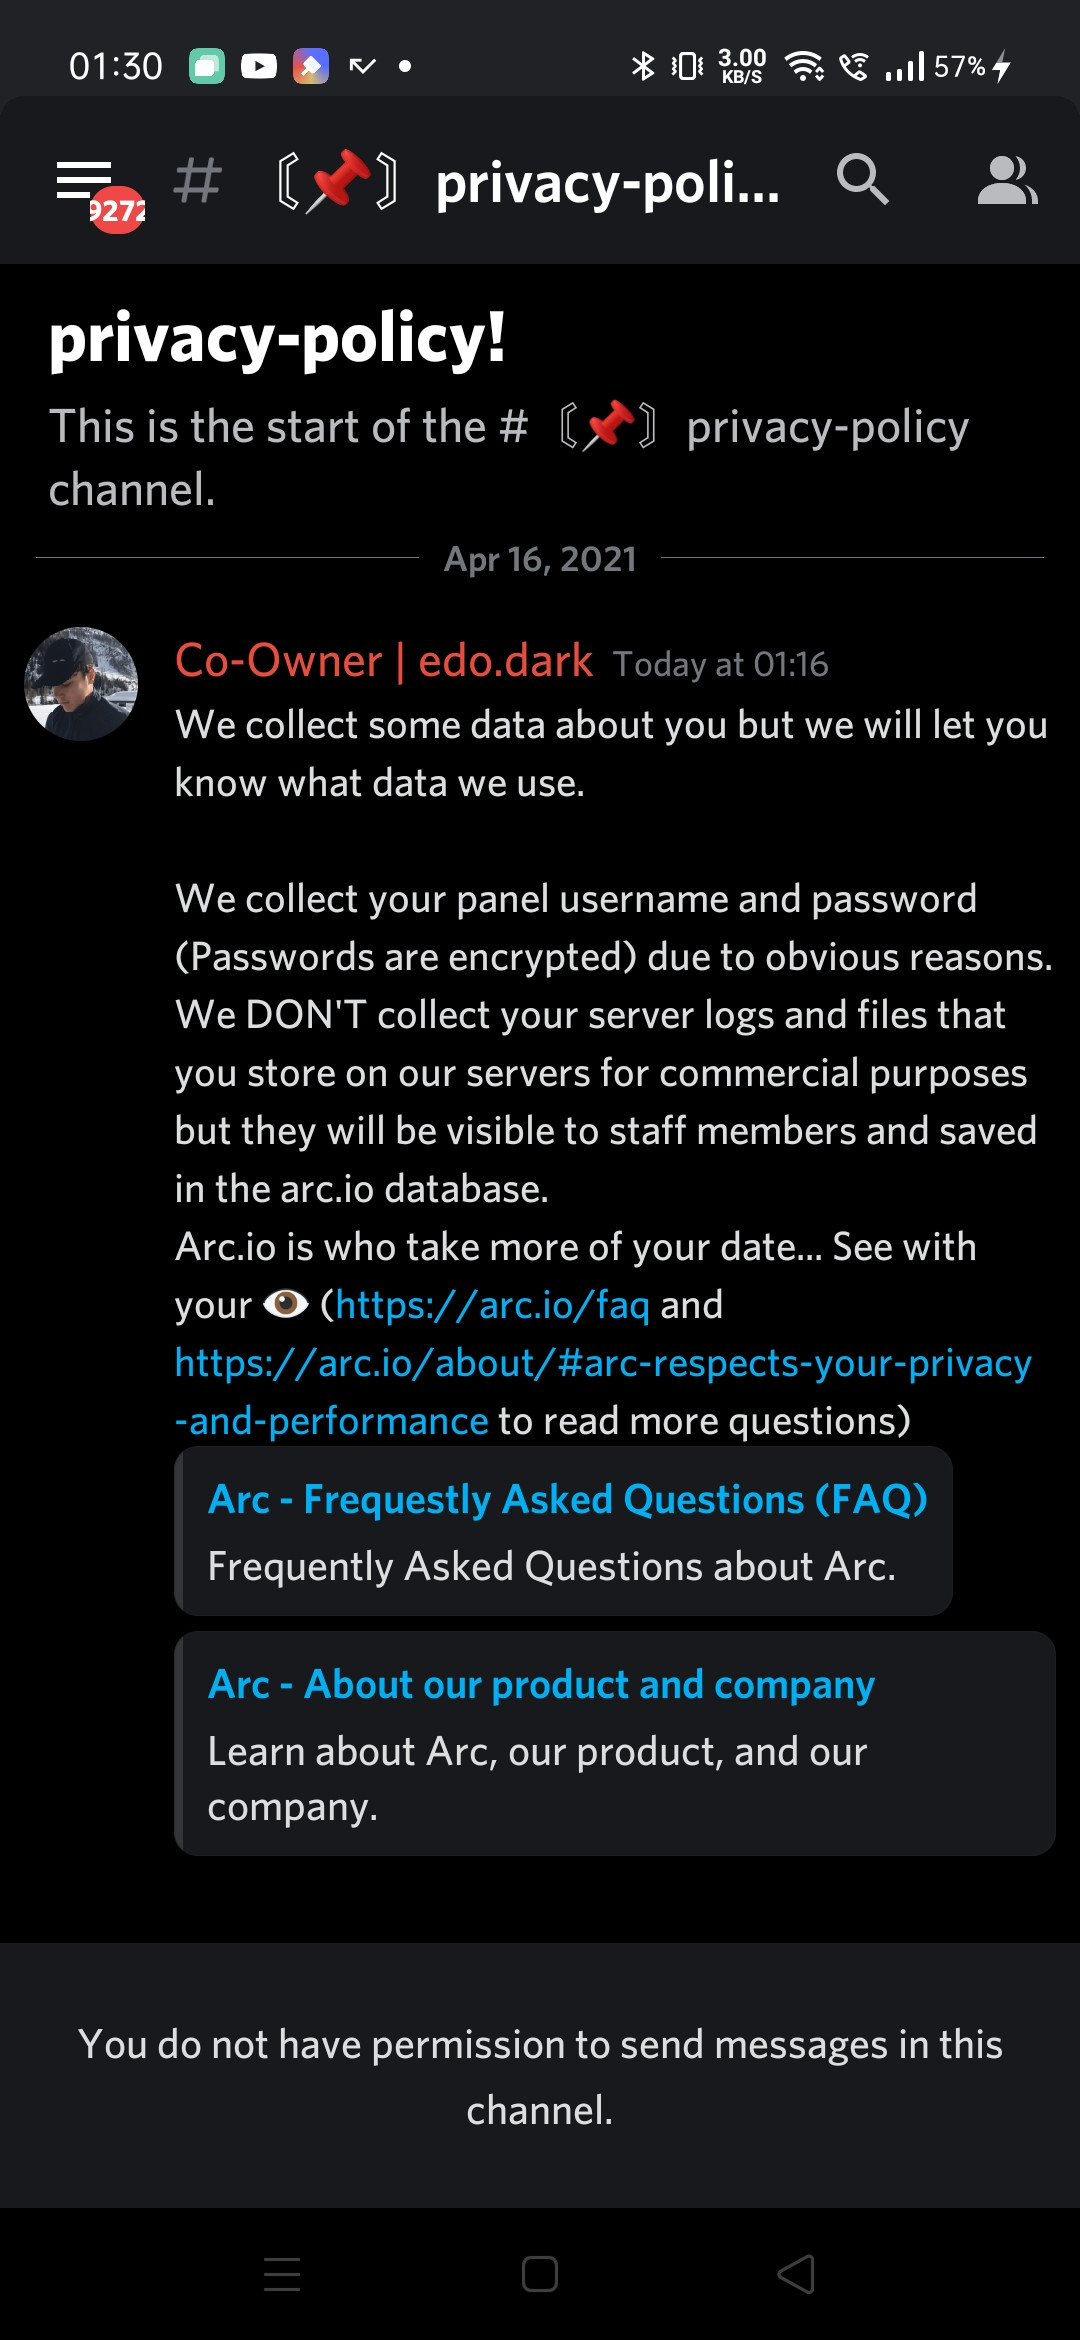 01:30 3.00 KB/S 57%
9272 # 〘📌〙 privacy-poli...
privacy-policy!
This is the start of the # 〘📌〙 privacy-policy
channel.
Apr 16, 2021
Co-Owner | edo.dark Today at 01:16
We collect some data about you but we will let you
know what data we use.
We collect your panel username and password
(Passwords are encrypted) due to obvious reasons.
We DON'T collect your server logs and files that
you store on our servers for commercial purposes
but they will be visible to staff members and saved
in the arc.io database.
Arc.io is who take more of your date... See with
your 👁️ (https://arc.io/faq and
https://arc.io/about/#arc-respects-your-privacy
-and-performance to read more questions)
Arc - Frequestly Asked Questions (FAQ)
Frequently Asked Questions about Arc.
Arc - About our product and company
Learn about Arc, our product, and our
company.
You do not have permission to send messages in this
channel.